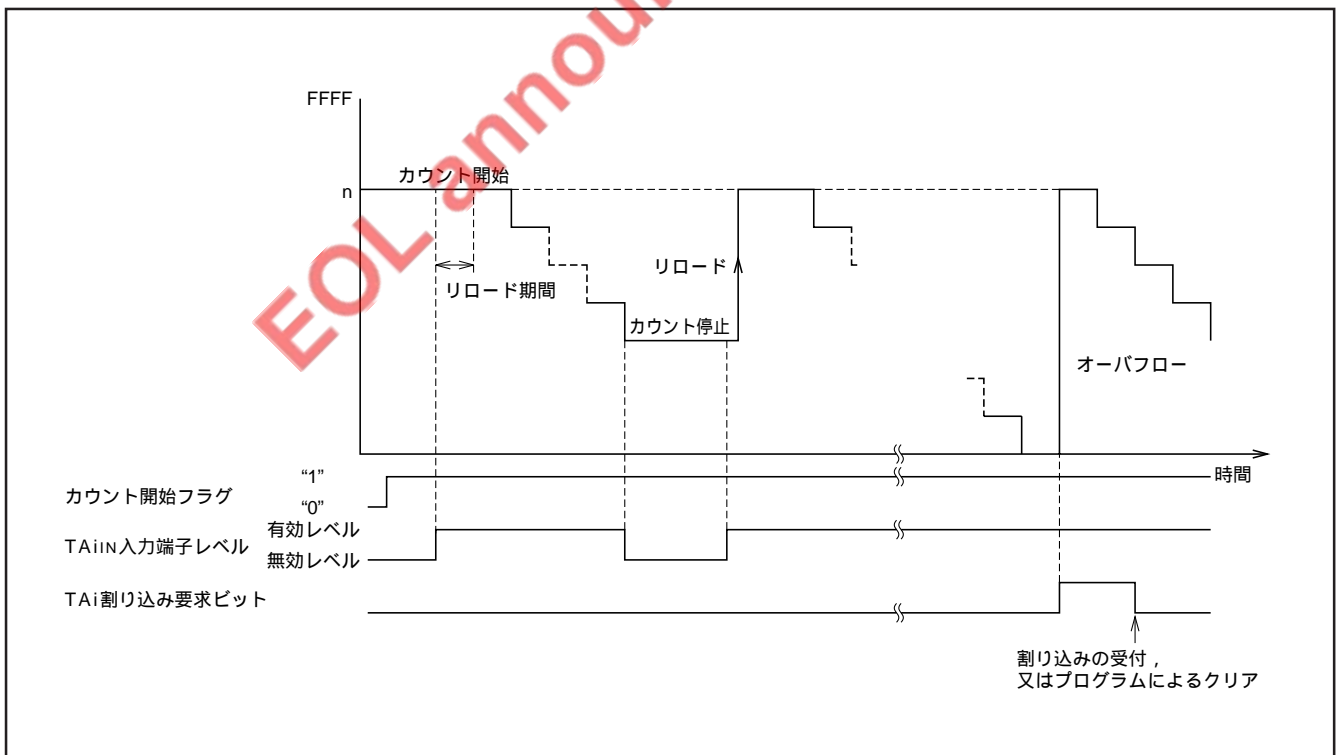 EOL annou
FFFF
n
カウント開始
リロード期間
リロード
カウント停止
オーバフロー
時間
カウント開始フラグ
“1”
“0”
TAiIN入力端子レベル
有効レベル
無効レベル
TAi割り込み要求ビット
割り込みの受付，
又はプログラムによるクリア